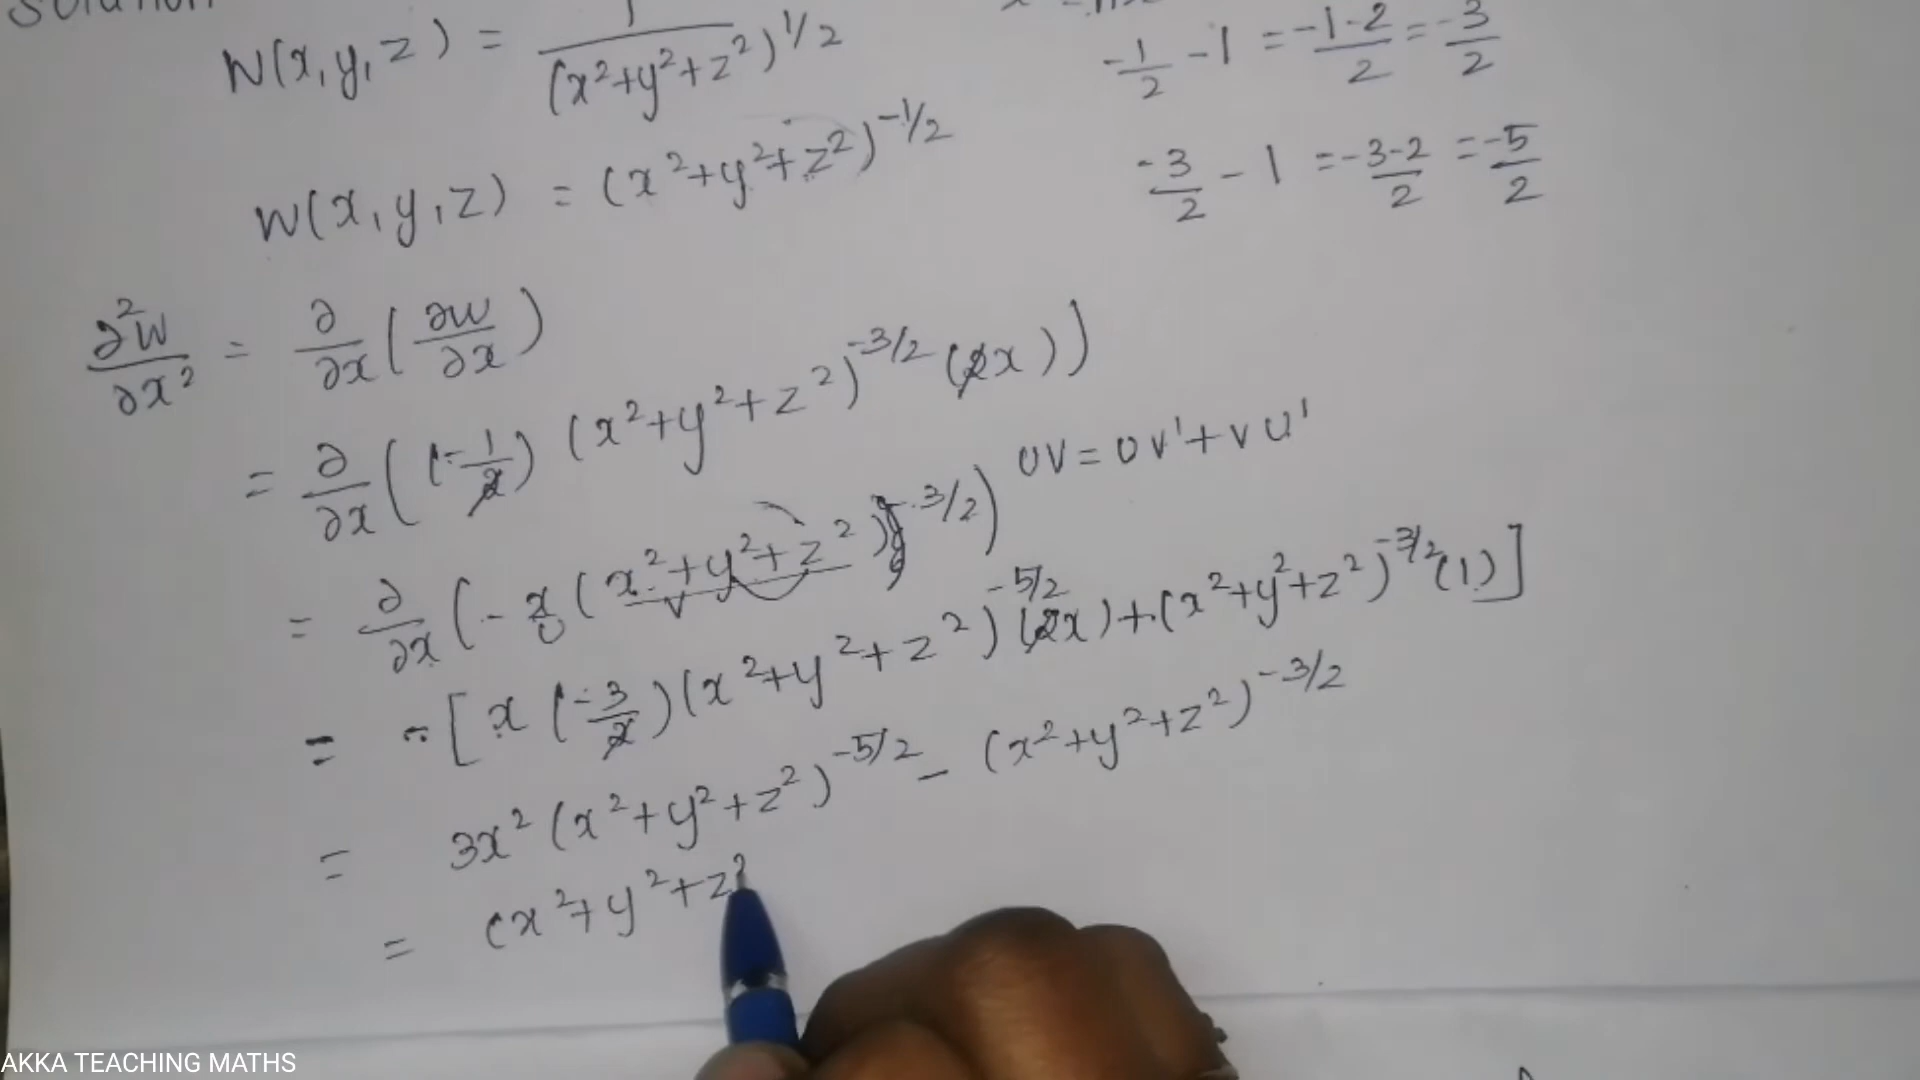 Solution
W(x,y,z) = 1/(x²+y²+z²)^1/2
-1/2 - 1 = -1-2/2 = -3/2
W(x,y,z) = (x²+y²+z²)^-1/2
-3/2 - 1 = -3-2/2 = -5/2
∂²W/∂x² = ∂/∂x (∂W/∂x)
= ∂/∂x ((-1/2) (x²+y²+z²)^-3/2 (2x))
UV = UV'+VU'
= ∂/∂x (-x (x²+y²+z²)^-3/2)
U V
= -[x (-3/2)(x²+y²+z²)^-5/2 (2x) + (x²+y²+z²)^-3/2 (1)]
= 3x² (x²+y²+z²)^-5/2 - (x²+y²+z²)^-3/2
= (x²+y²+z²
AKKA TEACHING MATHS